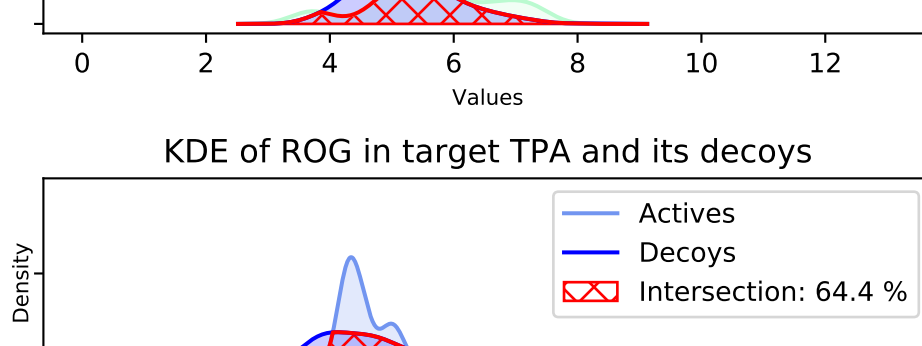 0 2 4 6 8 10 12
Values
KDE of ROG in target TPA and its decoys
Density
Actives
Decoys
Intersection: 64.4 %